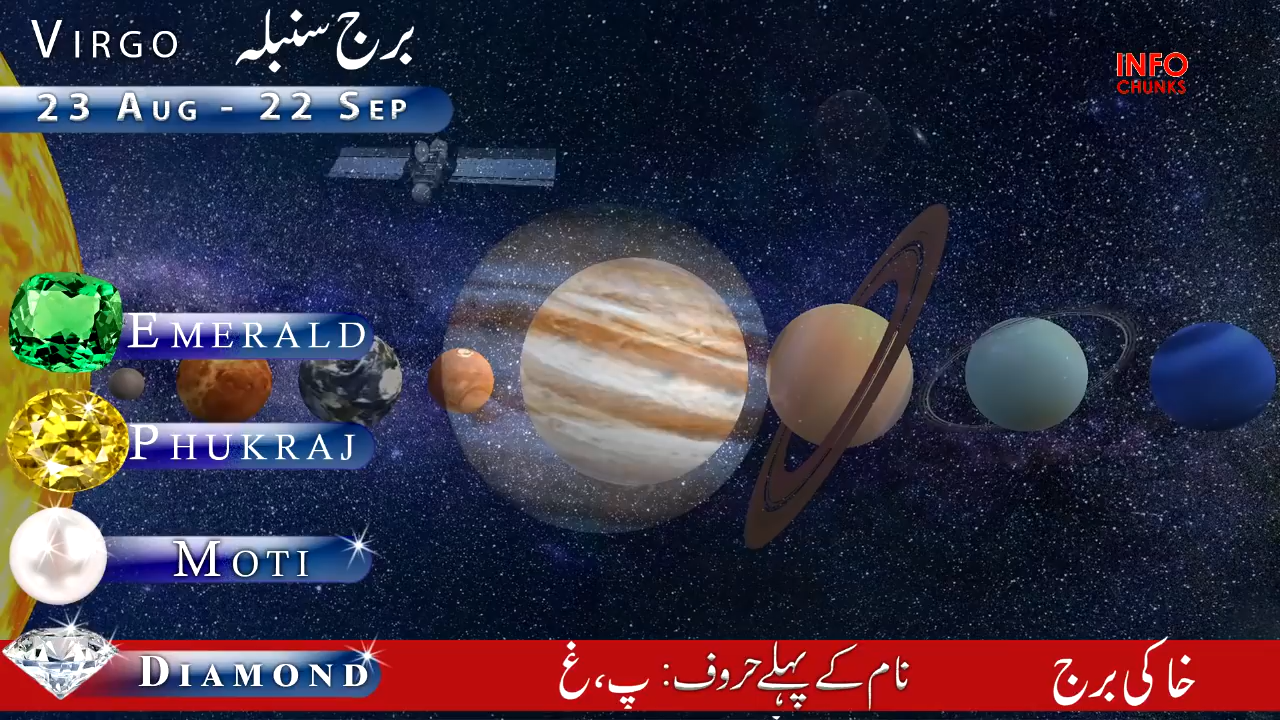 Virgo برج سنبلہ
23 Aug - 22 Sep
INFO
CHUNKS
Emerald
Phukraj
Moti
Diamond
نام کے پہلے حروف: پ، غ
خاکی برج